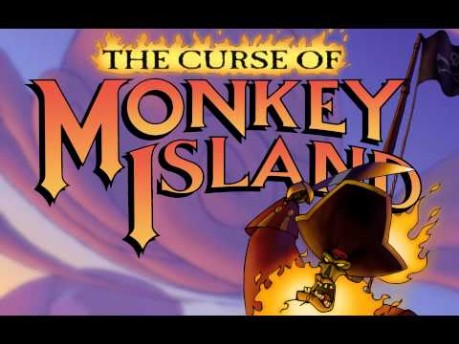 THE CURSE OF
MONKEY
ISLAND